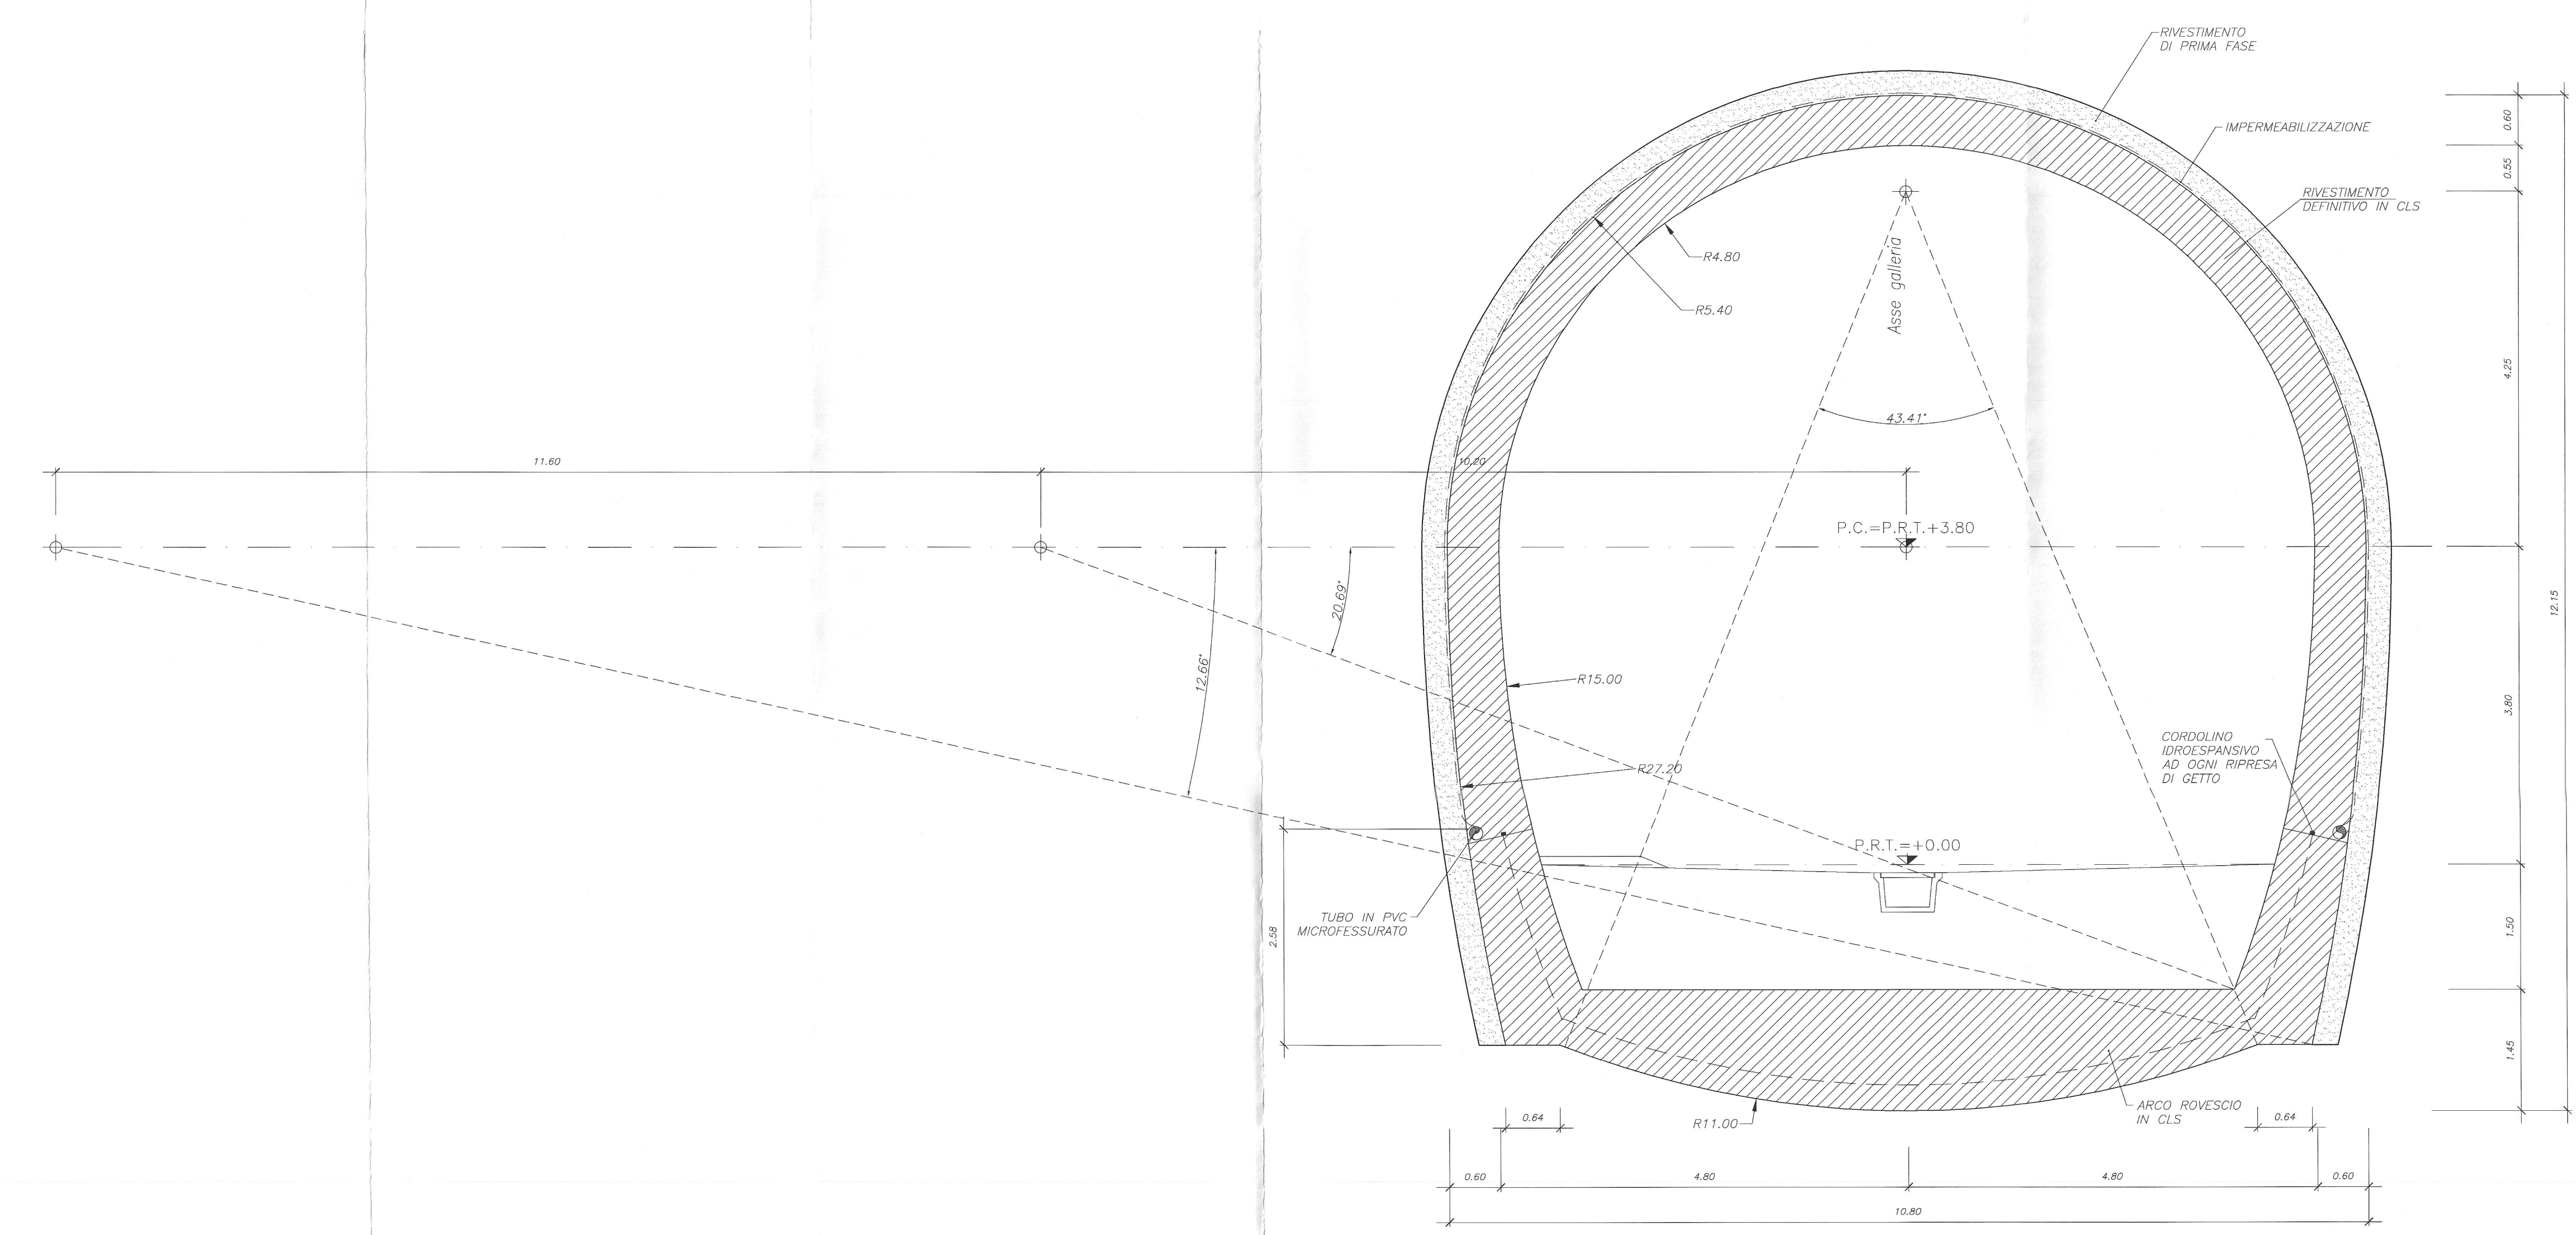 RIVESTIMENTO
DI PRIMA FASE
IMPERMEABILIZZAZIONE
RIVESTIMENTO
DEFINITIVO IN CLS
0.60
0.55
4.25
3.80
12.15
1.50
1.45
R4.80
R5.40
Asse galleria
43.41°
11.60
10.20
P.C.=P.R.T.+3.80
20.69°
12.66°
R15.00
R27.20
CORDOLINO
IDROESPANSIVO
AD OGNI RIPRESA
DI GETTO
P.R.T.=+0.00
TUBO IN PVC
MICROFESSURATO
2.58
ARCO ROVESCIO
IN CLS
R11.00
0.64
0.64
0.60
4.80
4.80
0.60
10.80